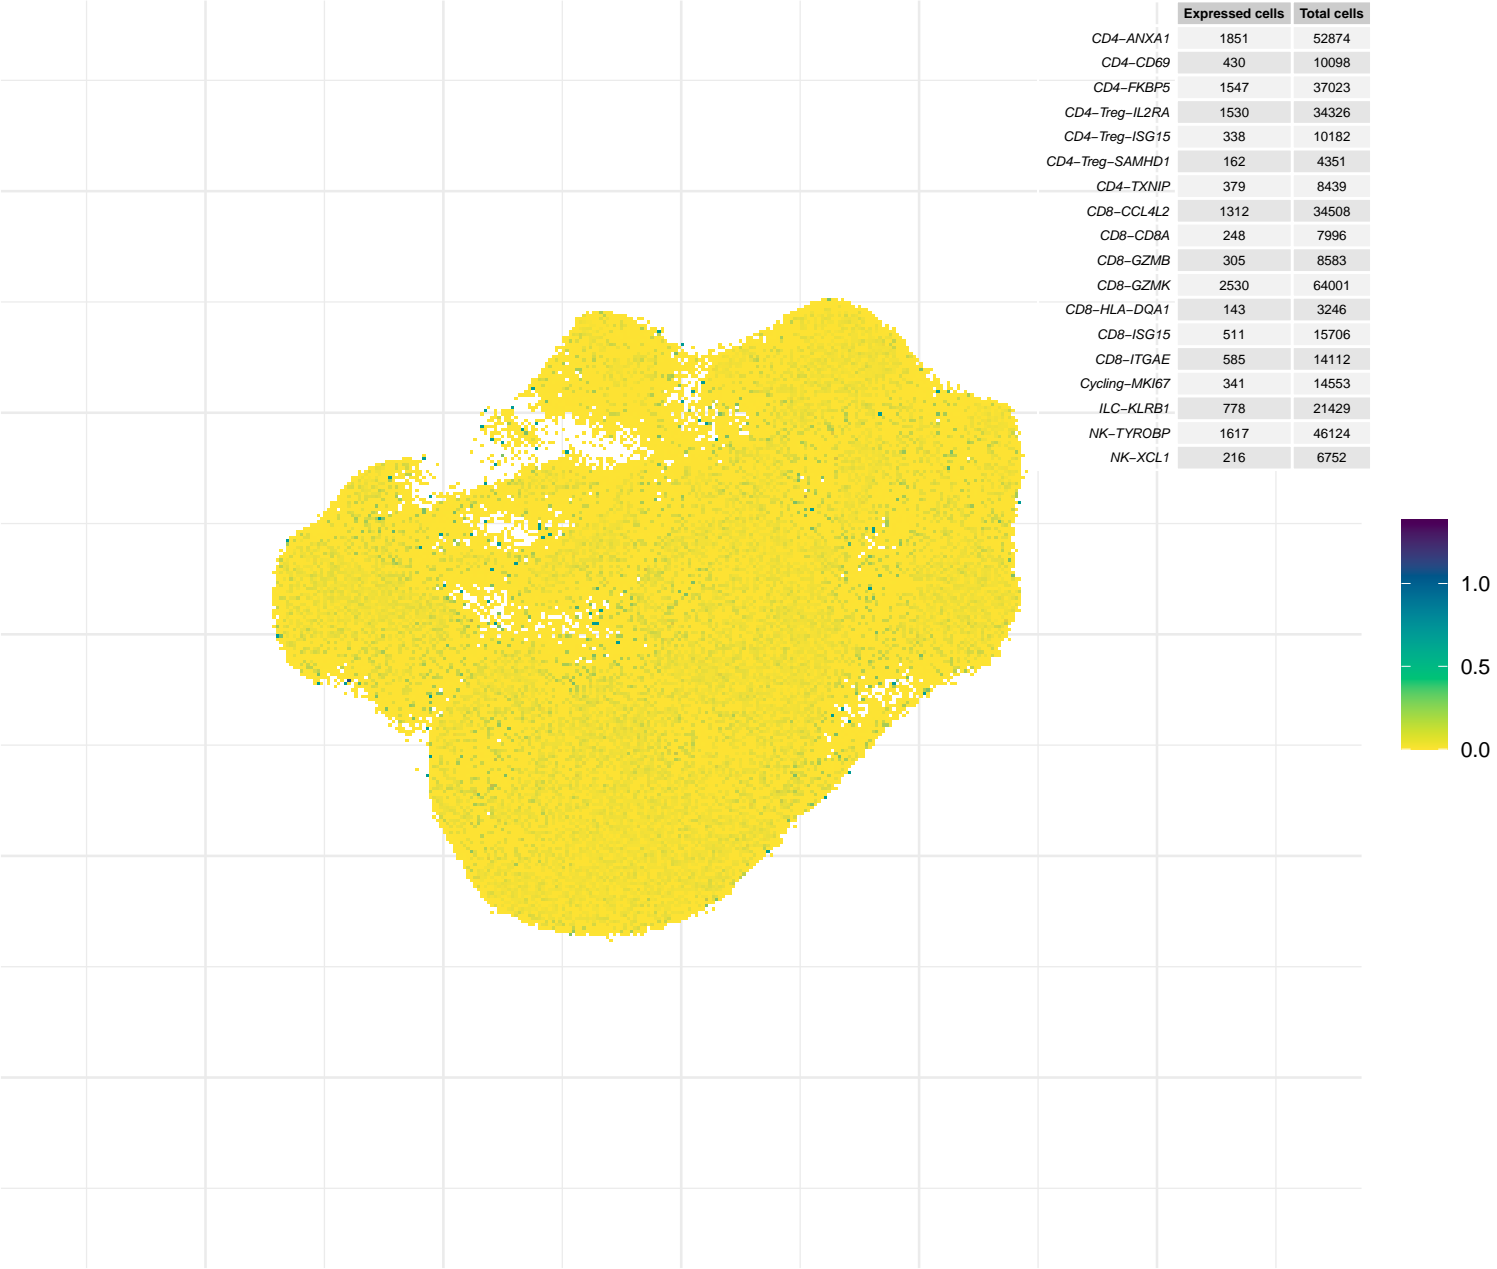 Expressed cells Total cells
CD4−ANXA1 1851 52874
CD4−CD69 430 10098
CD4−FKBP5 1547 37023
CD4−Treg−IL2RA 1530 34326
CD4−Treg−ISG15 338 10182
CD4−Treg−SAMHD1 162 4351
CD4−TXNIP 379 8439
CD8−CCL4L2 1312 34508
CD8−CD8A 248 7996
CD8−GZMB 305 8583
CD8−GZMK 2530 64001
CD8−HLA−DQA1 143 3246
CD8−ISG15 511 15706
CD8−ITGAE 585 14112
Cycling−MKI67 341 14553
ILC−KLRB1 778 21429
NK−TYROBP 1617 46124
NK−XCL1 216 6752
1.0
0.5
0.0